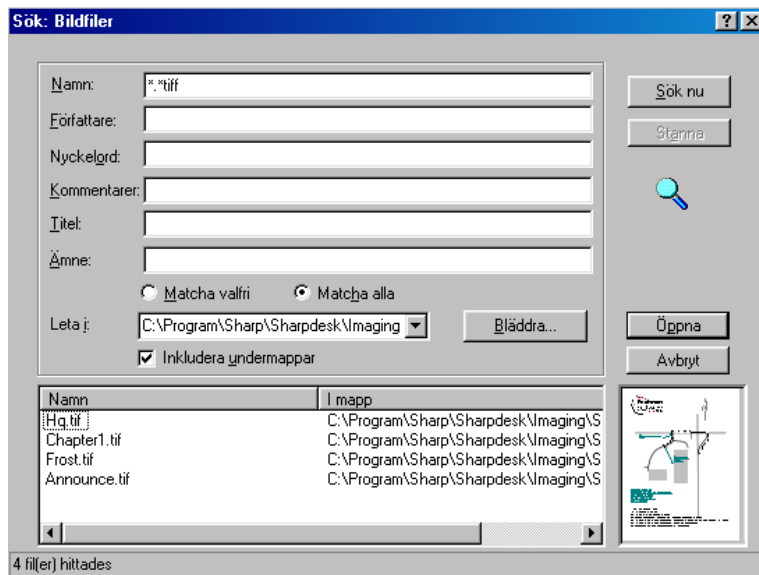 Sök: Bildfiler
Namn: *.*tiff
Sök nu
Författare:
Stanna
Nyckelord:
Kommentarer:
Titel:
Ämne:
Matcha valfri Matcha alla
Leta i: C:\Program\Sharp\Sharpdesk\Imaging Bläddra... Öppna
Inkludera undermappar Avbryt
Namn I mapp
Hq.tif C:\Program\Sharp\Sharpdesk\Imaging\S
Chapter1.tif C:\Program\Sharp\Sharpdesk\Imaging\S
Frost.tif C:\Program\Sharp\Sharpdesk\Imaging\S
Announce.tif C:\Program\Sharp\Sharpdesk\Imaging\S
4 fil(er) hittades